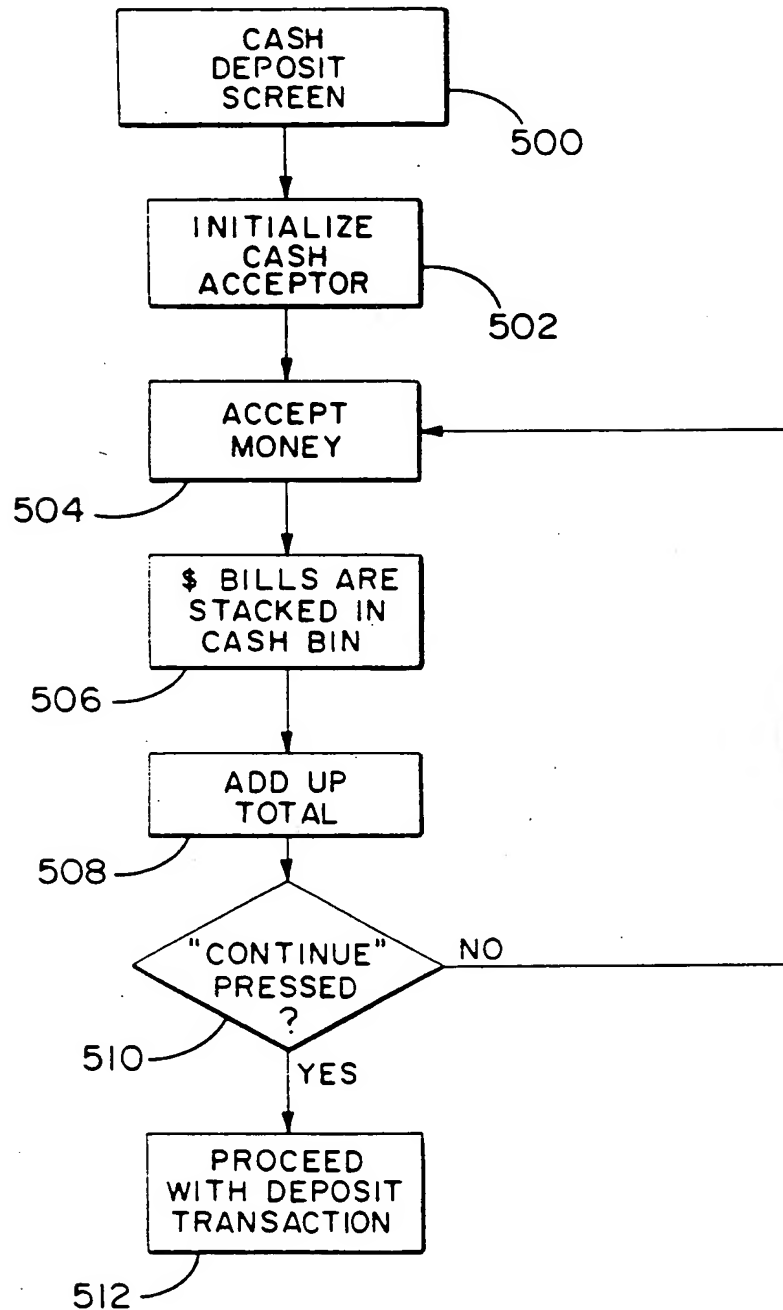 CASH
DEPOSIT
SCREEN
500
INITIALIZE
CASH
ACCEPTOR
502
ACCEPT
MONEY
504
$ BILLS ARE
STACKED IN
CASH BIN
506
ADD UP
TOTAL
508
"CONTINUE"
PRESSED
?
NO
510
YES
PROCEED
WITH DEPOSIT
TRANSACTION
512